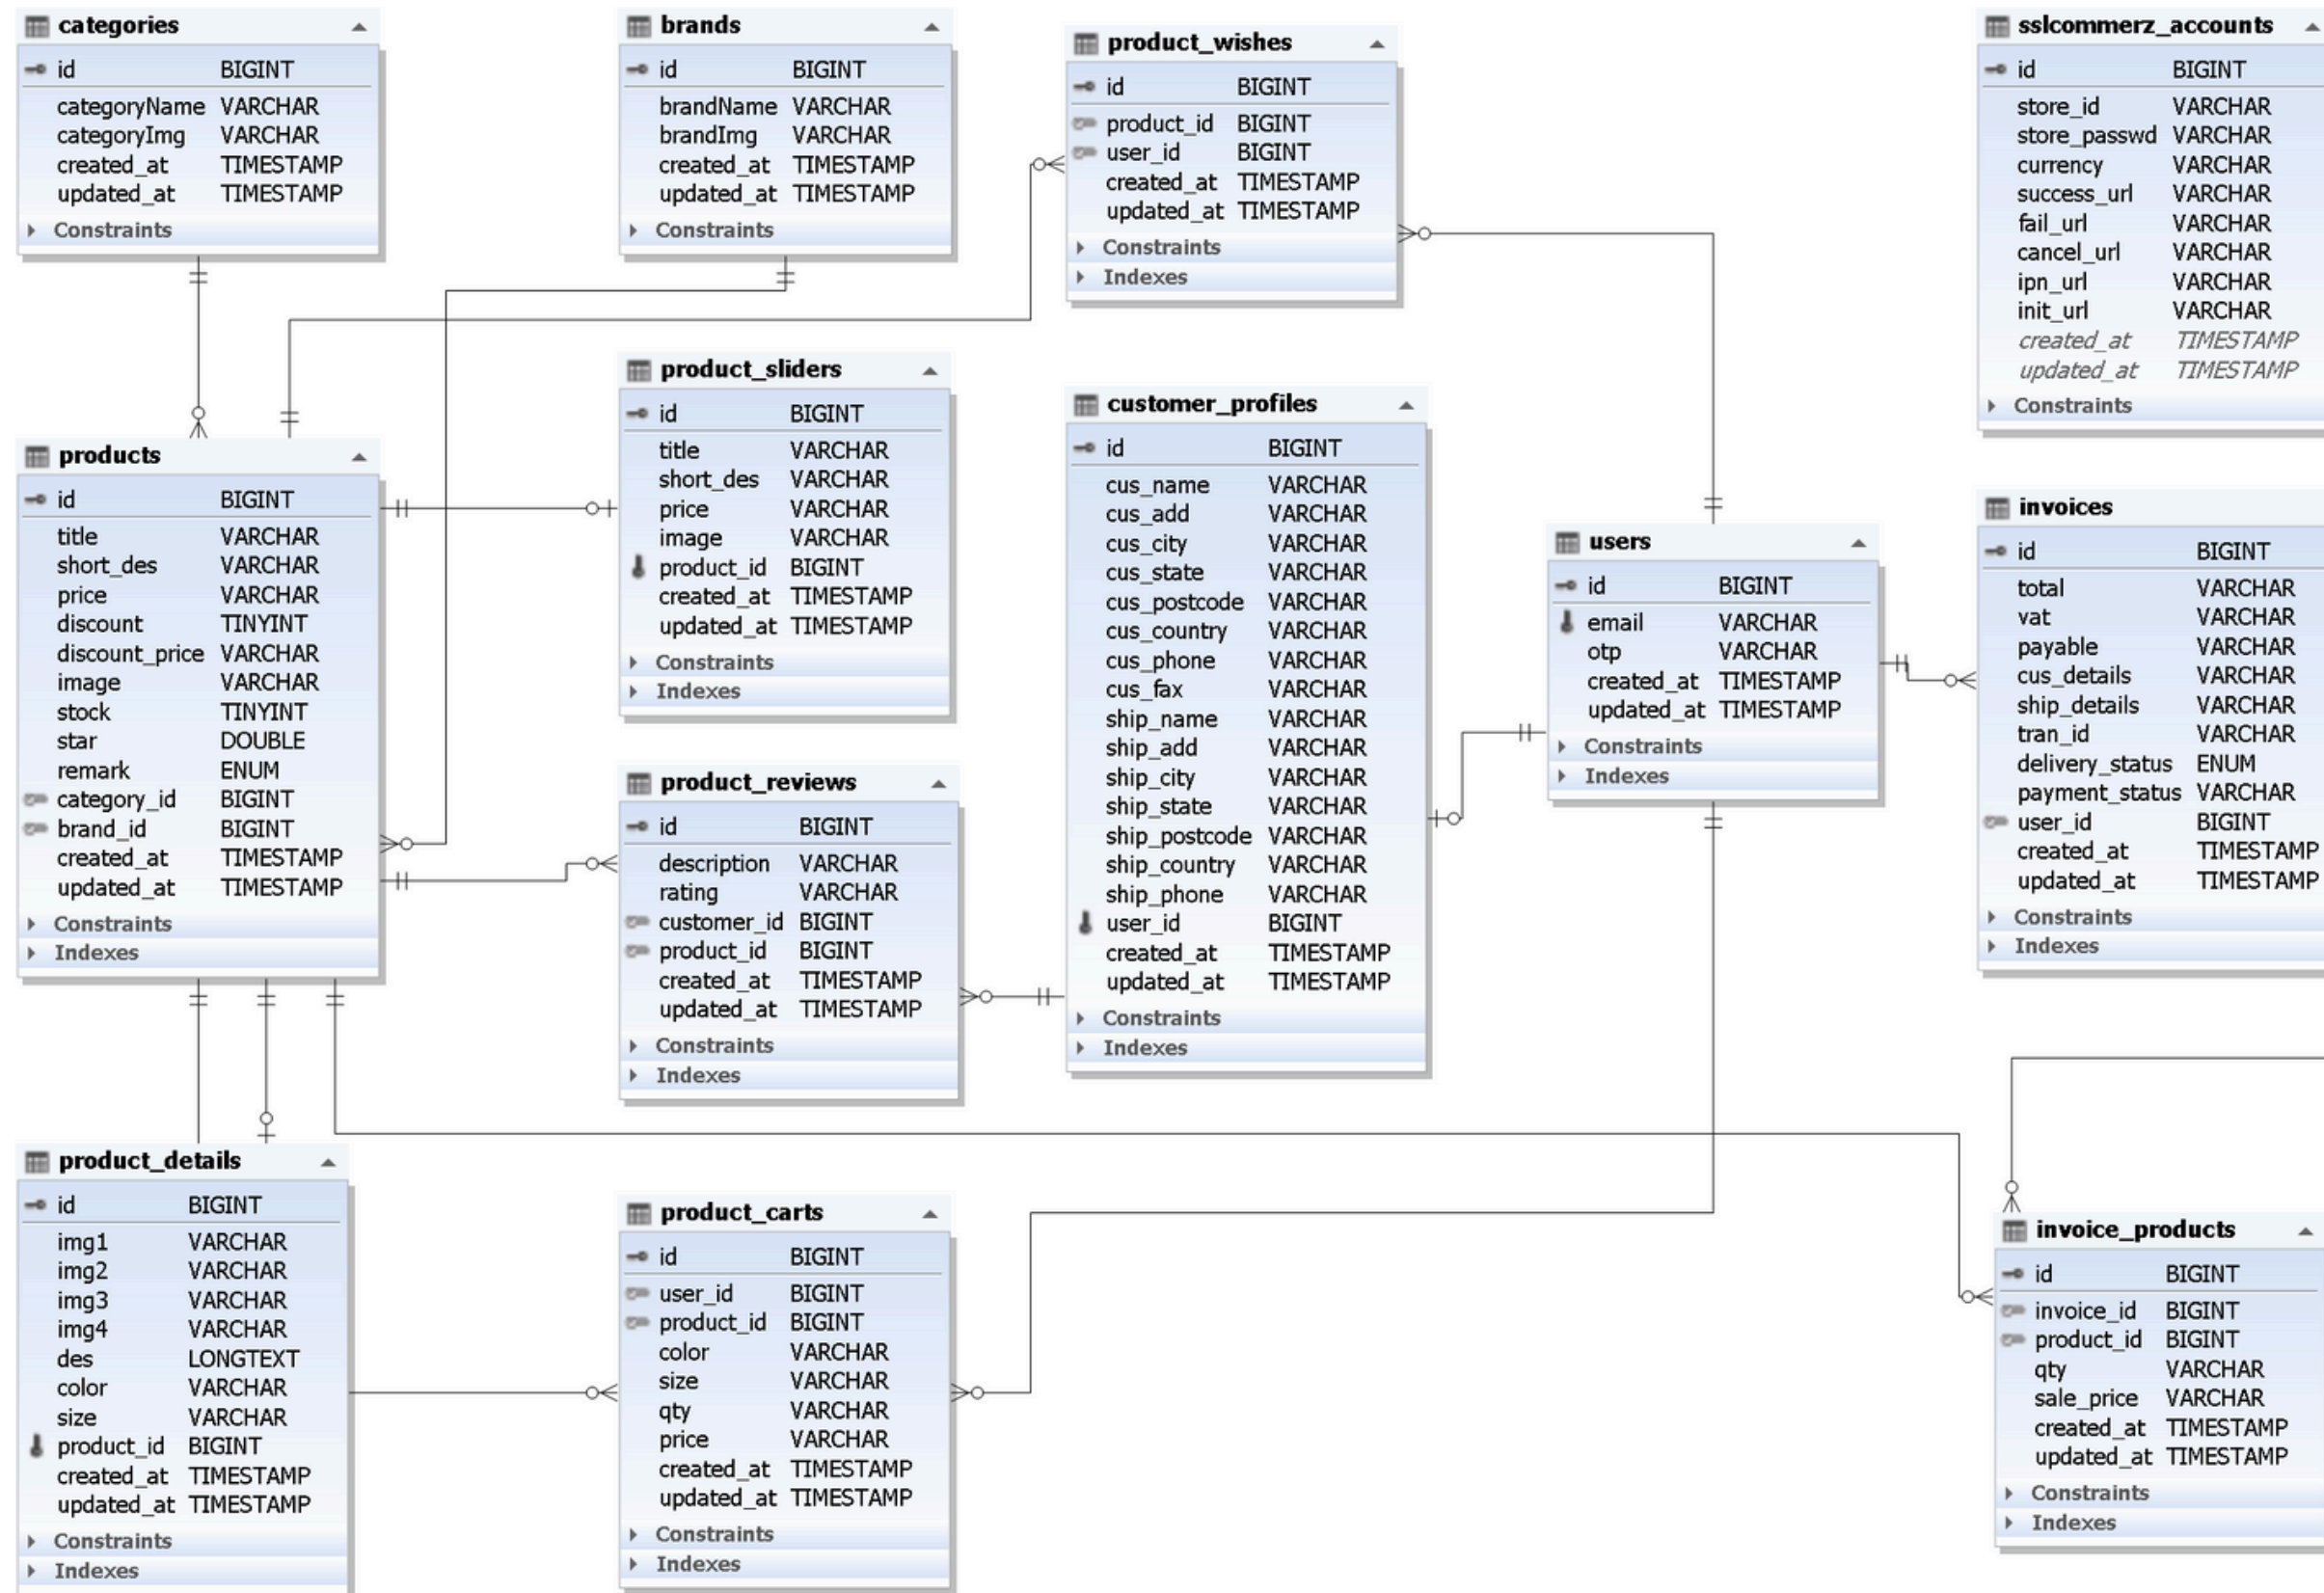 categories
id BIGINT
categoryName VARCHAR
categoryImg VARCHAR
created_at TIMESTAMP
updated_at TIMESTAMP
Constraints
brands
id BIGINT
brandName VARCHAR
brandImg VARCHAR
created_at TIMESTAMP
updated_at TIMESTAMP
Constraints
product_wishes
id BIGINT
product_id BIGINT
user_id BIGINT
created_at TIMESTAMP
updated_at TIMESTAMP
Constraints
Indexes
sslcommerz_accounts
id BIGINT
store_id VARCHAR
store_passwd VARCHAR
currency VARCHAR
success_url VARCHAR
fail_url VARCHAR
cancel_url VARCHAR
ipn_url VARCHAR
init_url VARCHAR
created_at TIMESTAMP
updated_at TIMESTAMP
Constraints
products
id BIGINT
title VARCHAR
short_des VARCHAR
price VARCHAR
discount TINYINT
discount_price VARCHAR
image VARCHAR
stock TINYINT
star DOUBLE
remark ENUM
category_id BIGINT
brand_id BIGINT
created_at TIMESTAMP
updated_at TIMESTAMP
Constraints
Indexes
product_sliders
id BIGINT
title VARCHAR
short_des VARCHAR
price VARCHAR
image VARCHAR
product_id BIGINT
created_at TIMESTAMP
updated_at TIMESTAMP
Constraints
Indexes
customer_profiles
id BIGINT
cus_name VARCHAR
cus_add VARCHAR
cus_city VARCHAR
cus_state VARCHAR
cus_postcode VARCHAR
cus_country VARCHAR
cus_phone VARCHAR
cus_fax VARCHAR
ship_name VARCHAR
ship_add VARCHAR
ship_city VARCHAR
ship_state VARCHAR
ship_postcode VARCHAR
ship_country VARCHAR
ship_phone VARCHAR
user_id BIGINT
created_at TIMESTAMP
updated_at TIMESTAMP
Constraints
Indexes
users
id BIGINT
email VARCHAR
otp VARCHAR
created_at TIMESTAMP
updated_at TIMESTAMP
Constraints
Indexes
invoices
id BIGINT
total VARCHAR
vat VARCHAR
payable VARCHAR
cus_details VARCHAR
ship_details VARCHAR
tran_id VARCHAR
delivery_status ENUM
payment_status VARCHAR
user_id BIGINT
created_at TIMESTAMP
updated_at TIMESTAMP
Constraints
Indexes
product_reviews
id BIGINT
description VARCHAR
rating VARCHAR
customer_id BIGINT
product_id BIGINT
created_at TIMESTAMP
updated_at TIMESTAMP
Constraints
Indexes
product_details
id BIGINT
img1 VARCHAR
img2 VARCHAR
img3 VARCHAR
img4 VARCHAR
des LONGTEXT
color VARCHAR
size VARCHAR
product_id BIGINT
created_at TIMESTAMP
updated_at TIMESTAMP
Constraints
Indexes
product_carts
id BIGINT
user_id BIGINT
product_id BIGINT
color VARCHAR
size VARCHAR
qty VARCHAR
price VARCHAR
created_at TIMESTAMP
updated_at TIMESTAMP
Constraints
Indexes
invoice_products
id BIGINT
invoice_id BIGINT
product_id BIGINT
qty VARCHAR
sale_price VARCHAR
created_at TIMESTAMP
updated_at TIMESTAMP
Constraints
Indexes